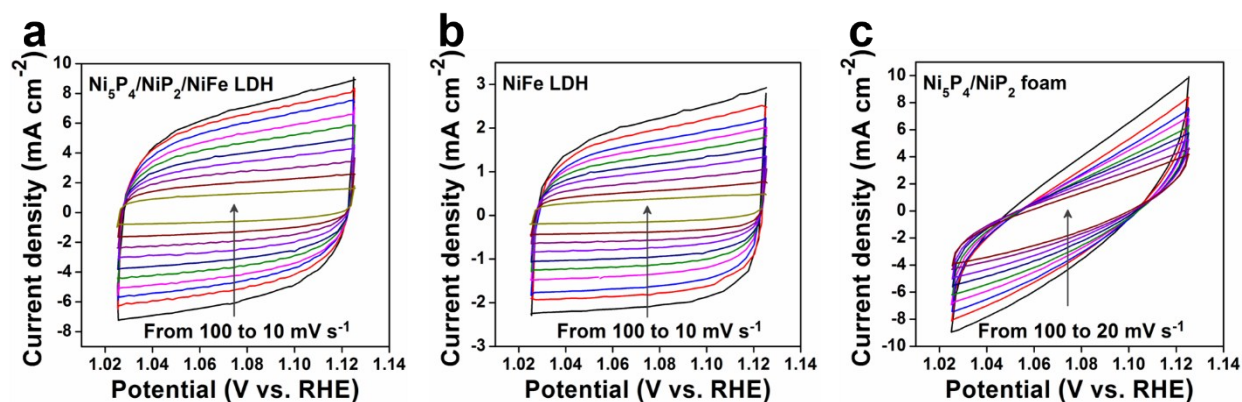 a
Ni₅P₄/NiP₂/NiFe LDH
Current density (mA cm⁻²)
10
8
6
4
2
0
-2
-4
-6
-8
From 100 to 10 mV s⁻¹
1.02 1.04 1.06 1.08 1.10 1.12 1.14
Potential (V vs. RHE)
b
NiFe LDH
Current density (mA cm⁻²)
3
2
1
0
-1
-2
-3
From 100 to 10 mV s⁻¹
1.02 1.04 1.06 1.08 1.10 1.12 1.14
Potential (V vs. RHE)
c
Ni₅P₄/NiP₂ foam
Current density (mA cm⁻²)
10
8
6
4
2
0
-2
-4
-6
-8
-10
From 100 to 20 mV s⁻¹
1.02 1.04 1.06 1.08 1.10 1.12 1.14
Potential (V vs. RHE)